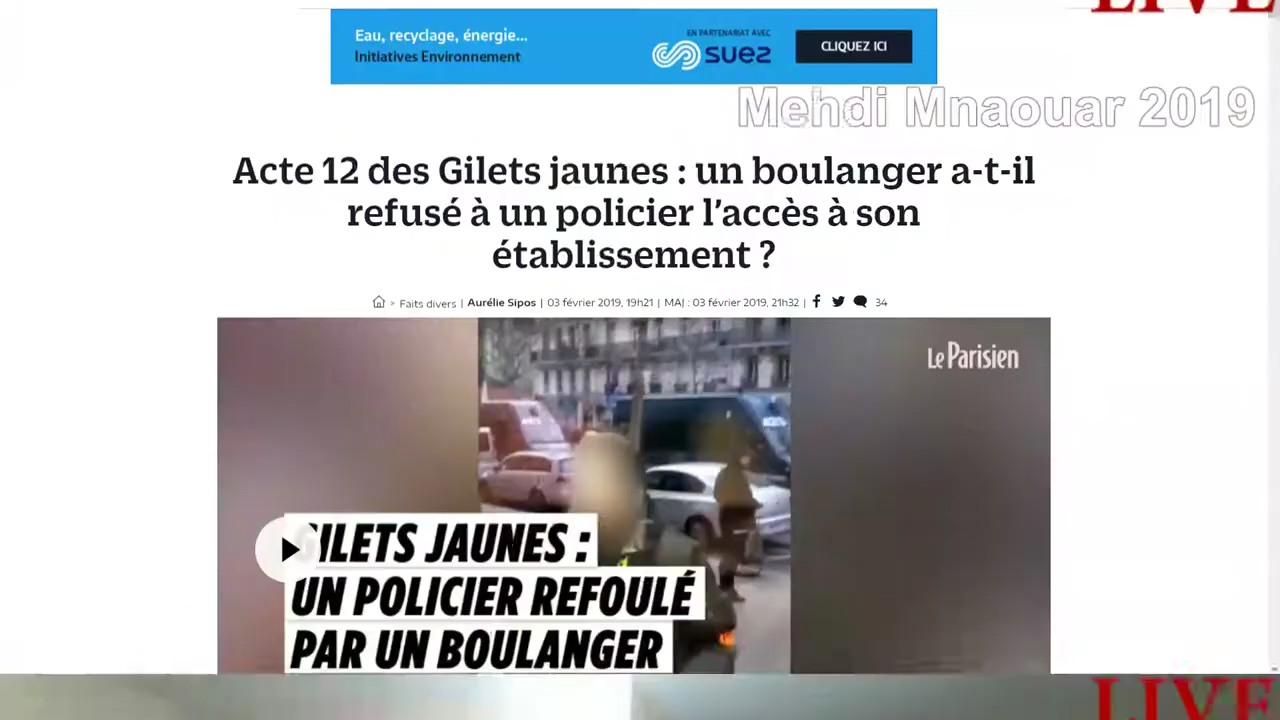 LIVE
Eau, recyclage, énergie...
Initiatives Environnement
EN PARTENARIAT AVEC
suez
CLIQUEZ ICI
Mehdi Mnaouar 2019
Acte 12 des Gilets jaunes : un boulanger a-t-il
refusé à un policier l’accès à son
établissement ?
> Faits divers | Aurélie Sipos | 03 février 2019, 19h21 | MAJ : 03 février 2019, 21h32 | 34
Le Parisien
GILETS JAUNES :
UN POLICIER REFOULÉ
PAR UN BOULANGER
LIVE